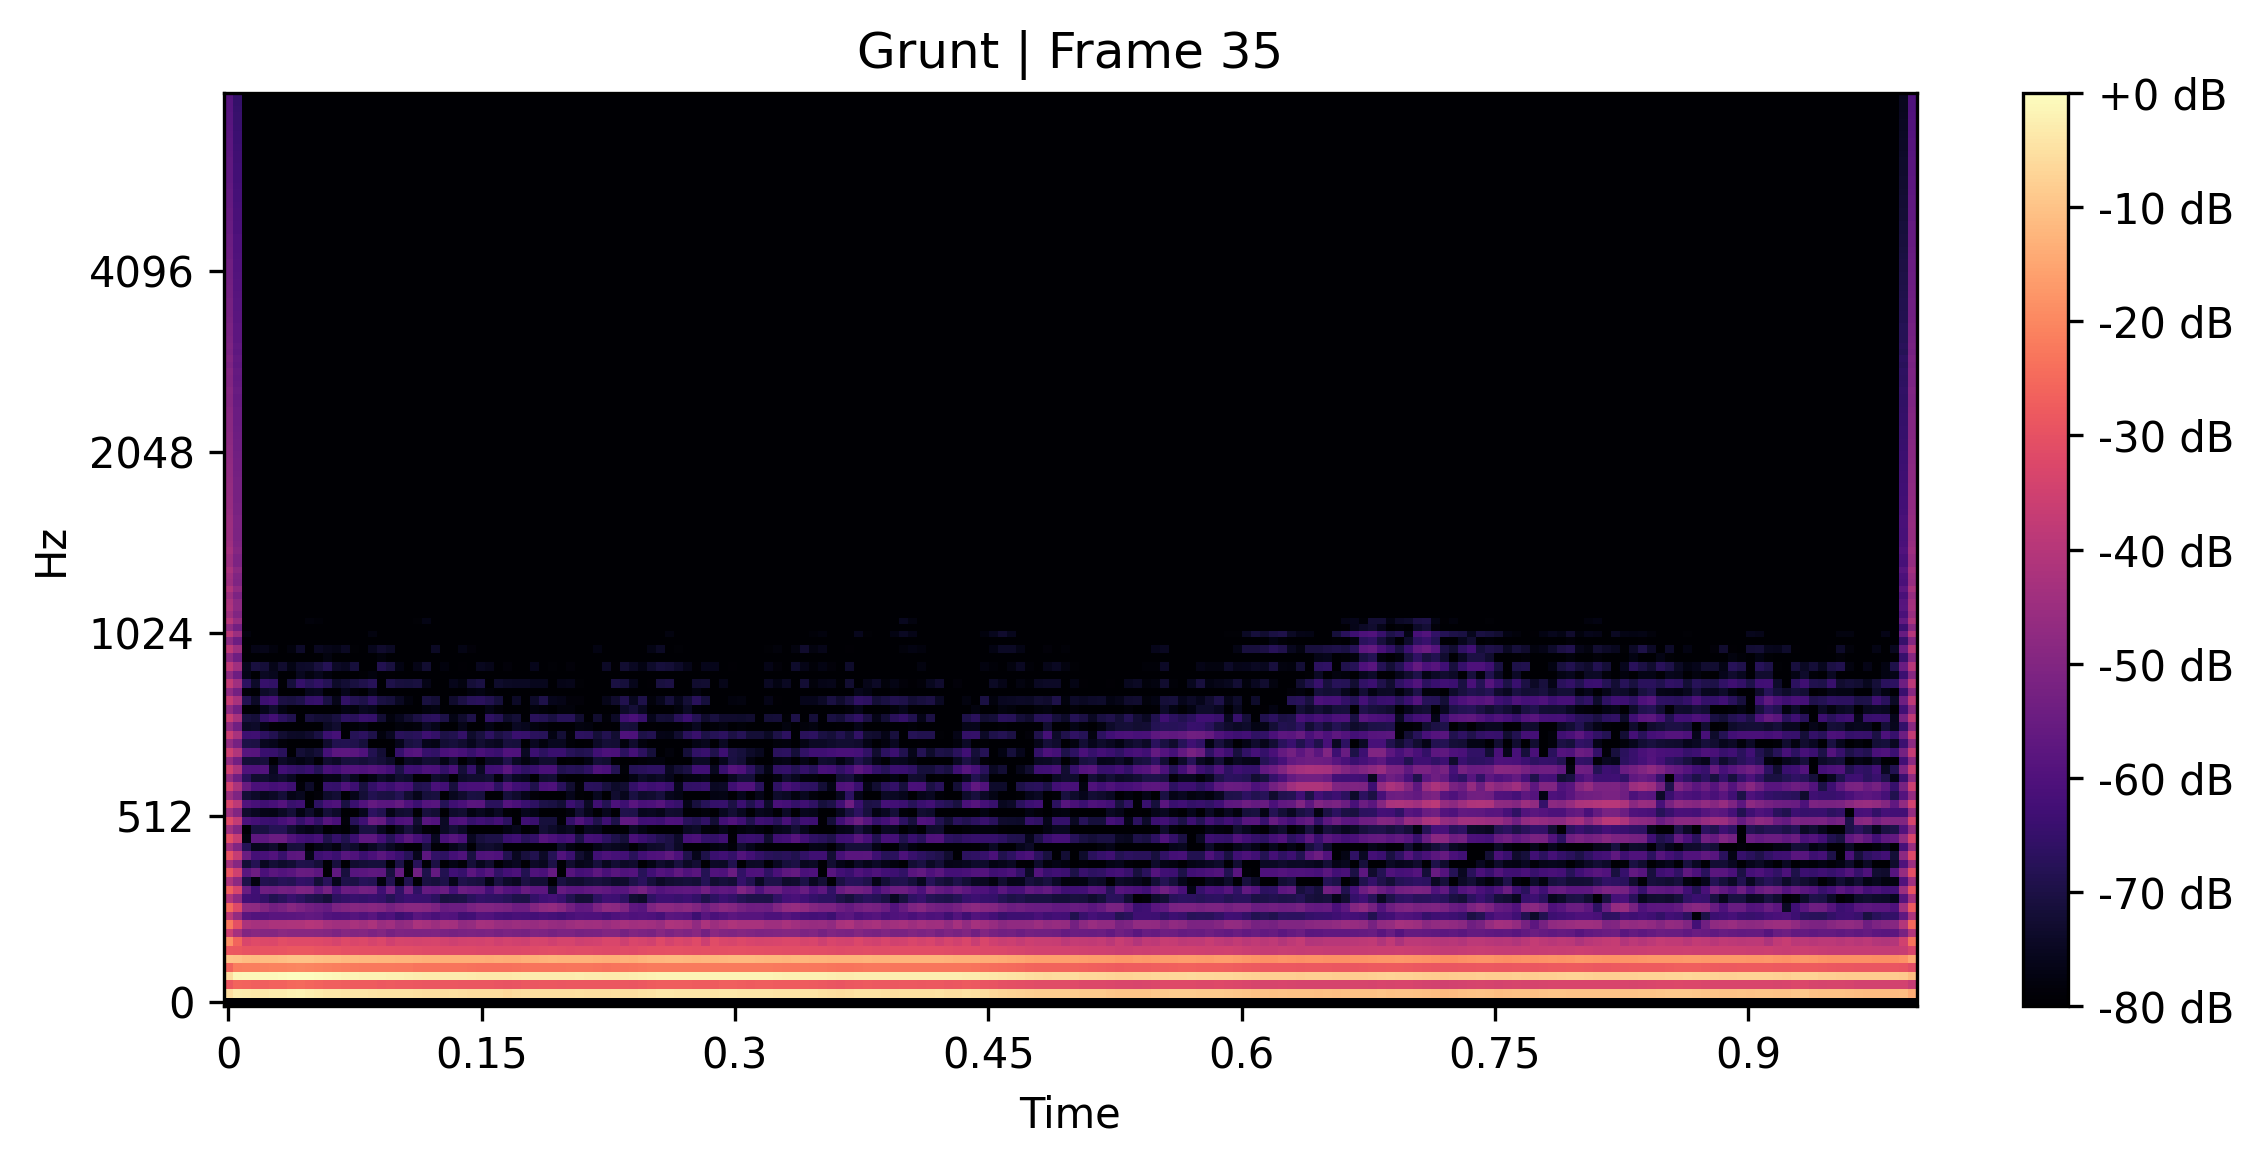 Grunt | Frame 35
Hz
4096
2048
1024
512
0
0 0.15 0.3 0.45 0.6 0.75 0.9
Time
+0 dB
-10 dB
-20 dB
-30 dB
-40 dB
-50 dB
-60 dB
-70 dB
-80 dB